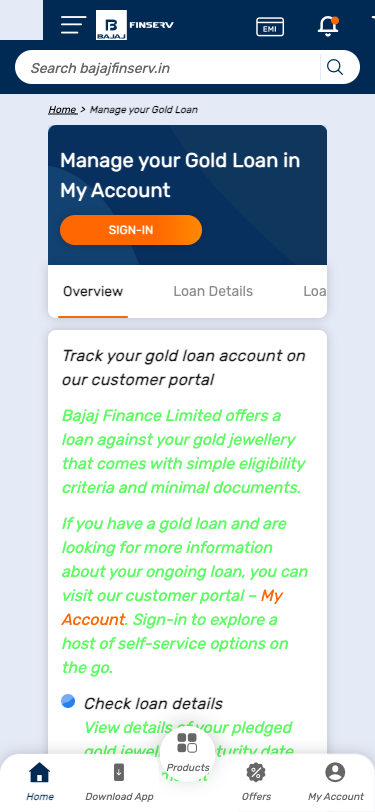 BAJAJ FINSERV
EMI
Search bajajfinserv.in
Home > Manage your Gold Loan
Manage your Gold Loan in
My Account
SIGN-IN
Overview Loan Details Loa
Track your gold loan account on
our customer portal
Bajaj Finance Limited offers a
loan against your gold jewellery
that comes with simple eligibility
criteria and minimal documents.
If you have a gold loan and are
looking for more information
about your ongoing loan, you can
visit our customer portal – My
Account. Sign-in to explore a
host of self-service options on
the go.
Check loan details
View details of your pledged
gold
date
Home Download App Products Offers My Account